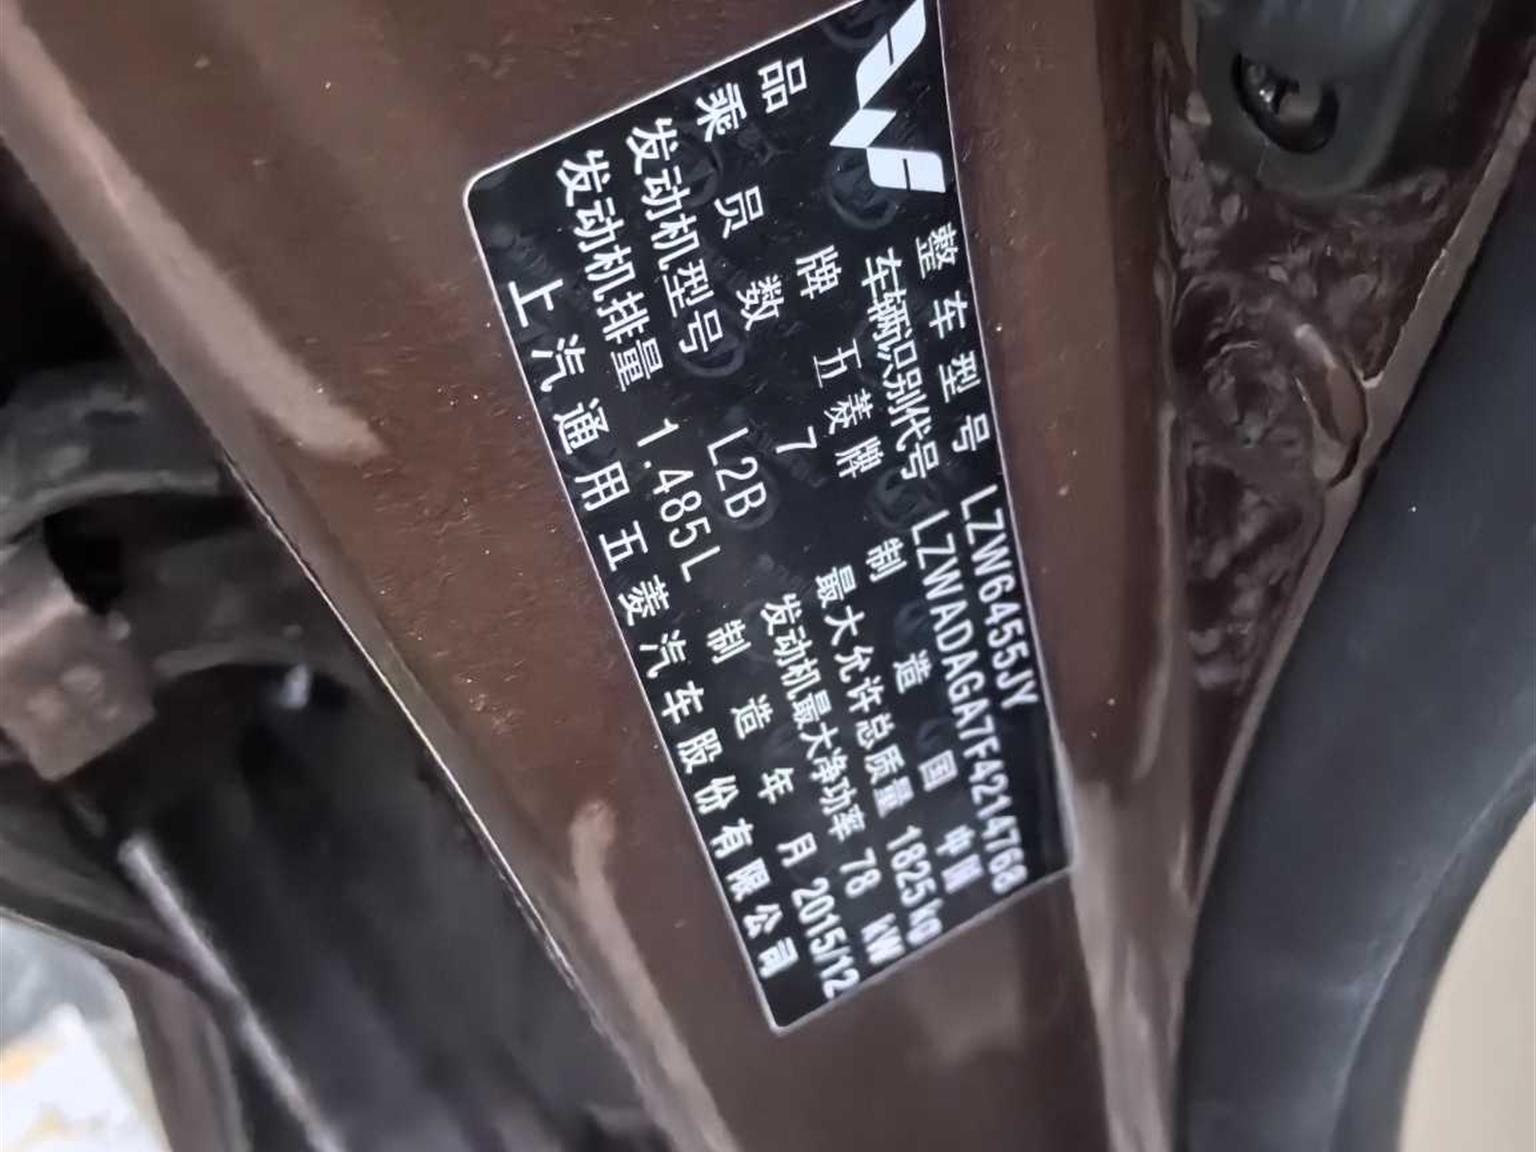 整车型号 LZW6455JY
车辆识别代号 LZWADAGA7F4214768
品牌 五菱牌 制造国 中国
乘员数 7 最大允许总质量 1825kg
发动机型号 L2B 发动机最大净功率 78 kW
发动机排量 1.485L 制造年月 2015/12
上汽通用五菱汽车股份有限公司